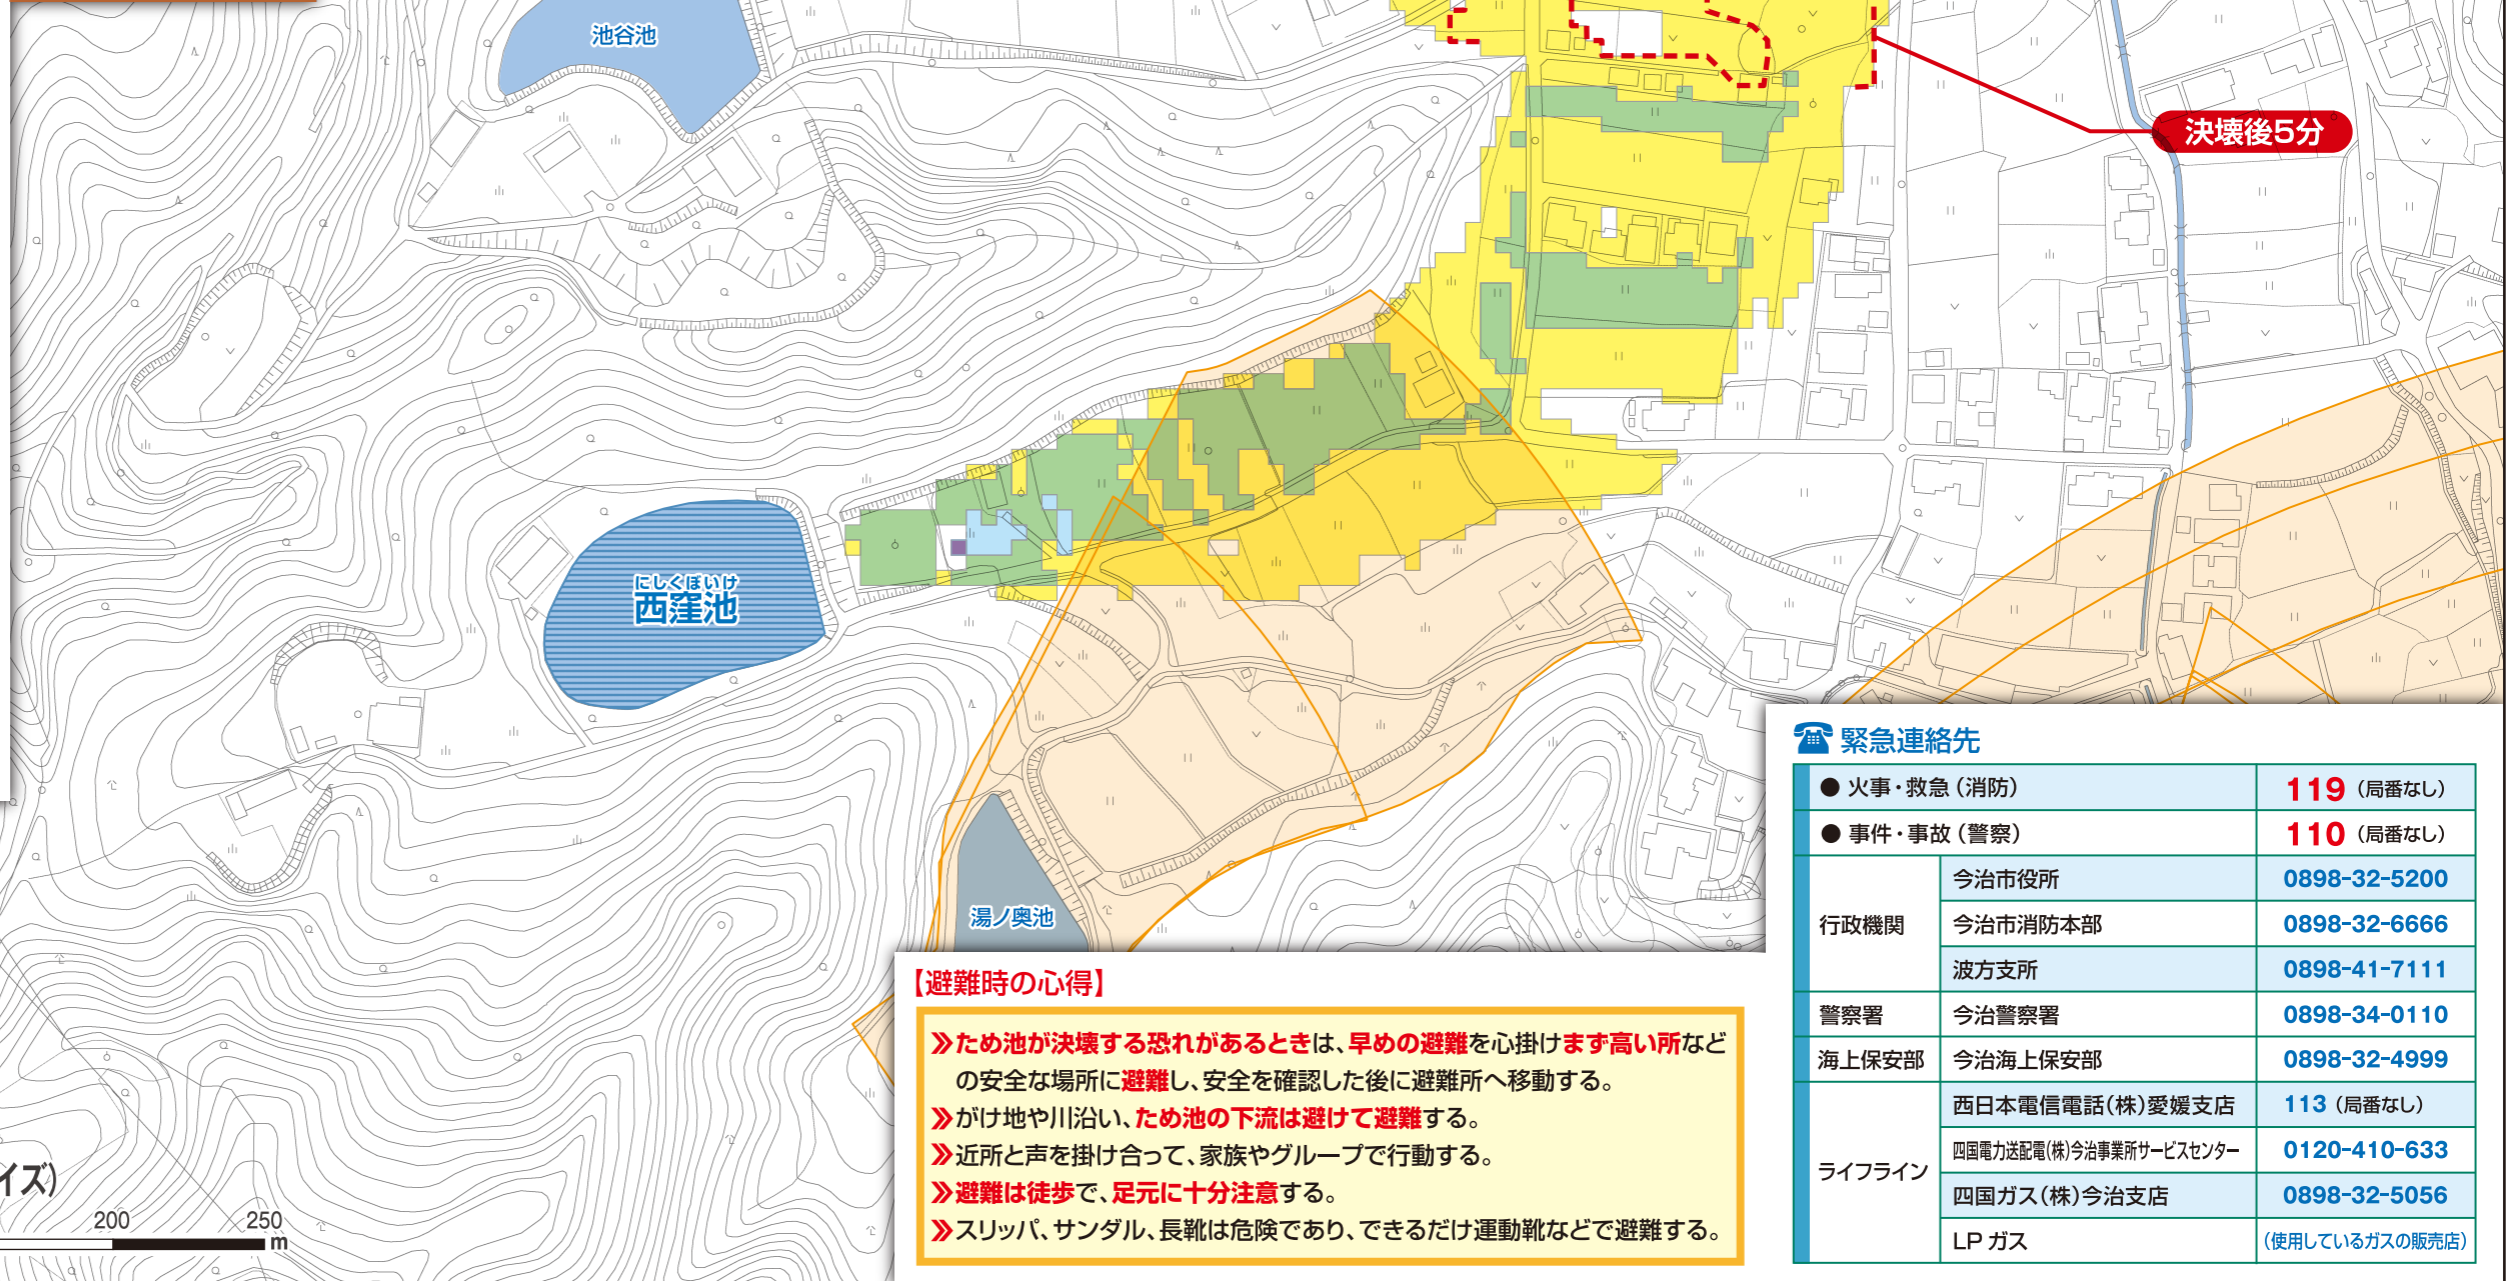 池谷池
決壊後5分
にしくぼいけ
西窪池
湯ノ奥池
イズ)
200 250
m
【避難時の心得】
≫ため池が決壊する恐れがあるときは、早めの避難を心掛けまず高い所など
の安全な場所に避難し、安全を確認した後に避難所へ移動する。
≫がけ地や川沿い、ため池の下流は避けて避難する。
≫近所と声を掛け合って、家族やグループで行動する。
≫避難は徒歩で、足元に十分注意する。
≫スリッパ、サンダル、長靴は危険であり、できるだけ運動靴などで避難する。
☎ 緊急連絡先
● 火事・救急（消防） 119（局番なし）
● 事件・事故（警察） 110（局番なし）
行政機関 今治市役所 0898-32-5200
今治市消防本部 0898-32-6666
波方支所 0898-41-7111
警察署 今治警察署 0898-34-0110
海上保安部 今治海上保安部 0898-32-4999
ライフライン 西日本電信電話(株)愛媛支店 113（局番なし）
四国電力送配電(株)今治事業所サービスセンター 0120-410-633
四国ガス(株)今治支店 0898-32-5056
LP ガス (使用しているガスの販売店)